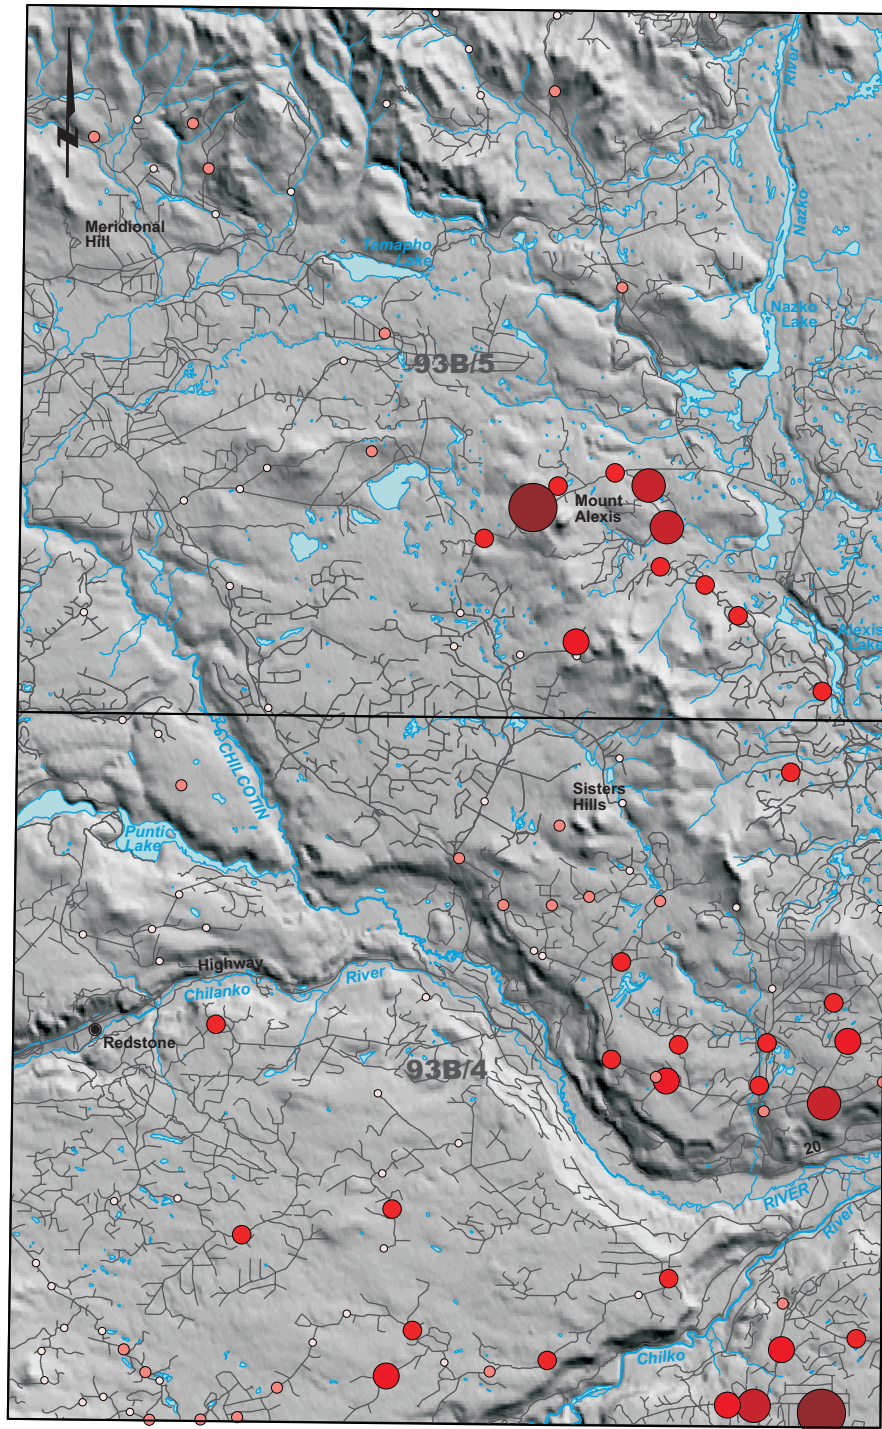 River
Nazko
Meridional
Hill
Temapho
Lake
Nazko
Lake
93B/5
Mount
Alexis
Alexis
Lake
CHILCOTIN
Sisters
Hills
Puntic
Lake
Highway
River
Chilanko
Redstone
93B/4
20
RIVER
River
Chilko